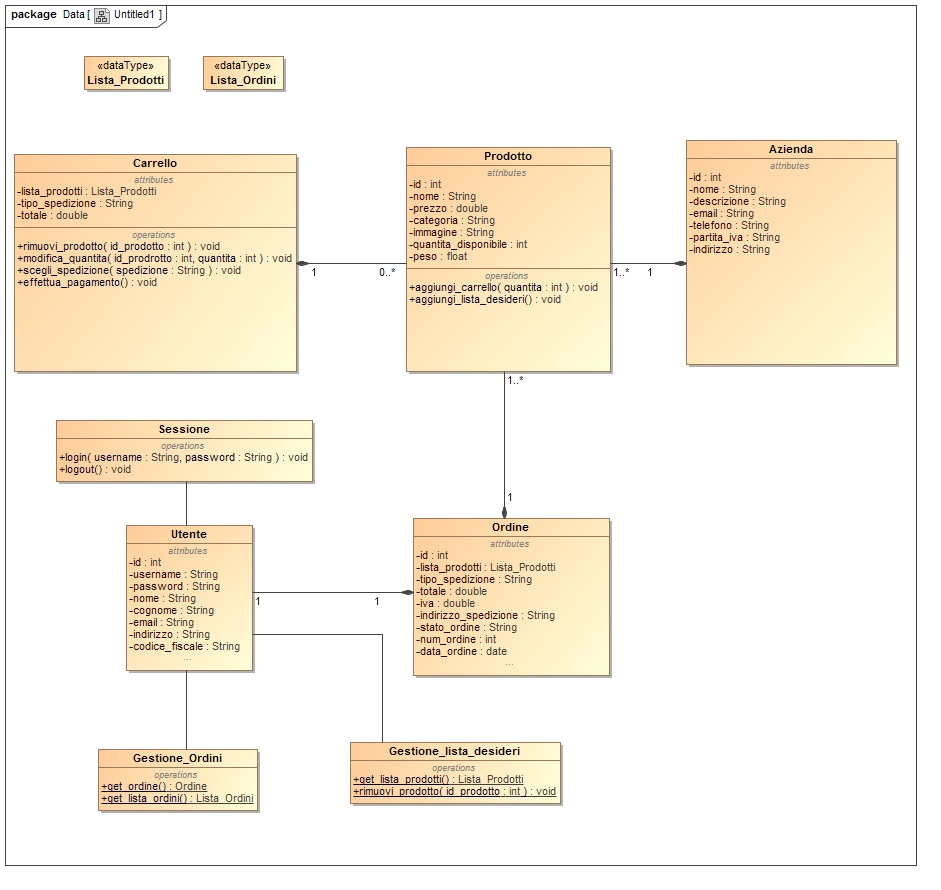 package Data [ Untitled1 ]
«dataType»
Lista_Prodotti
«dataType»
Lista_Ordini
Carrello
attributes
-lista_prodotti : Lista_Prodotti
-tipo_spedizione : String
-totale : double
operations
+rimuovi_prodotto( id_prodotto : int ) : void
+modifica_quantita( id_prodrotto : int, quantita : int ) : void
+scegli_spedizione( spedizione : String ) : void
+effettua_pagamento() : void
1
0..*
Prodotto
attributes
-id : int
-nome : String
-prezzo : double
-categoria : String
-immagine : String
-quantita_disponibile : int
-peso : float
operations
+aggiungi_carrello( quantita : int ) : void
+aggiungi_lista_desideri() : void
1..*
1
Azienda
attributes
-id : int
-nome : String
-descrizione : String
-email : String
-telefono : String
-partita_iva : String
-indirizzo : String
1..*
1
Sessione
operations
+login( username : String, password : String ) : void
+logout() : void
Utente
attributes
-id : int
-username : String
-password : String
-nome : String
-cognome : String
-email : String
-indirizzo : String
-codice_fiscale : String
...
1
1
Ordine
attributes
-id : int
-lista_prodotti : Lista_Prodotti
-tipo_spedizione : String
-totale : double
-iva : double
-indirizzo_spedizione : String
-stato_ordine : String
-num_ordine : int
-data_ordine : date
...
Gestione_Ordini
operations
+get_ordine() : Ordine
+get_lista_ordini() : Lista_Ordini
Gestione_lista_desideri
operations
+get_lista_prodotti() : Lista_Prodotti
+rimuovi_prodotto( id_prodotto : int ) : void